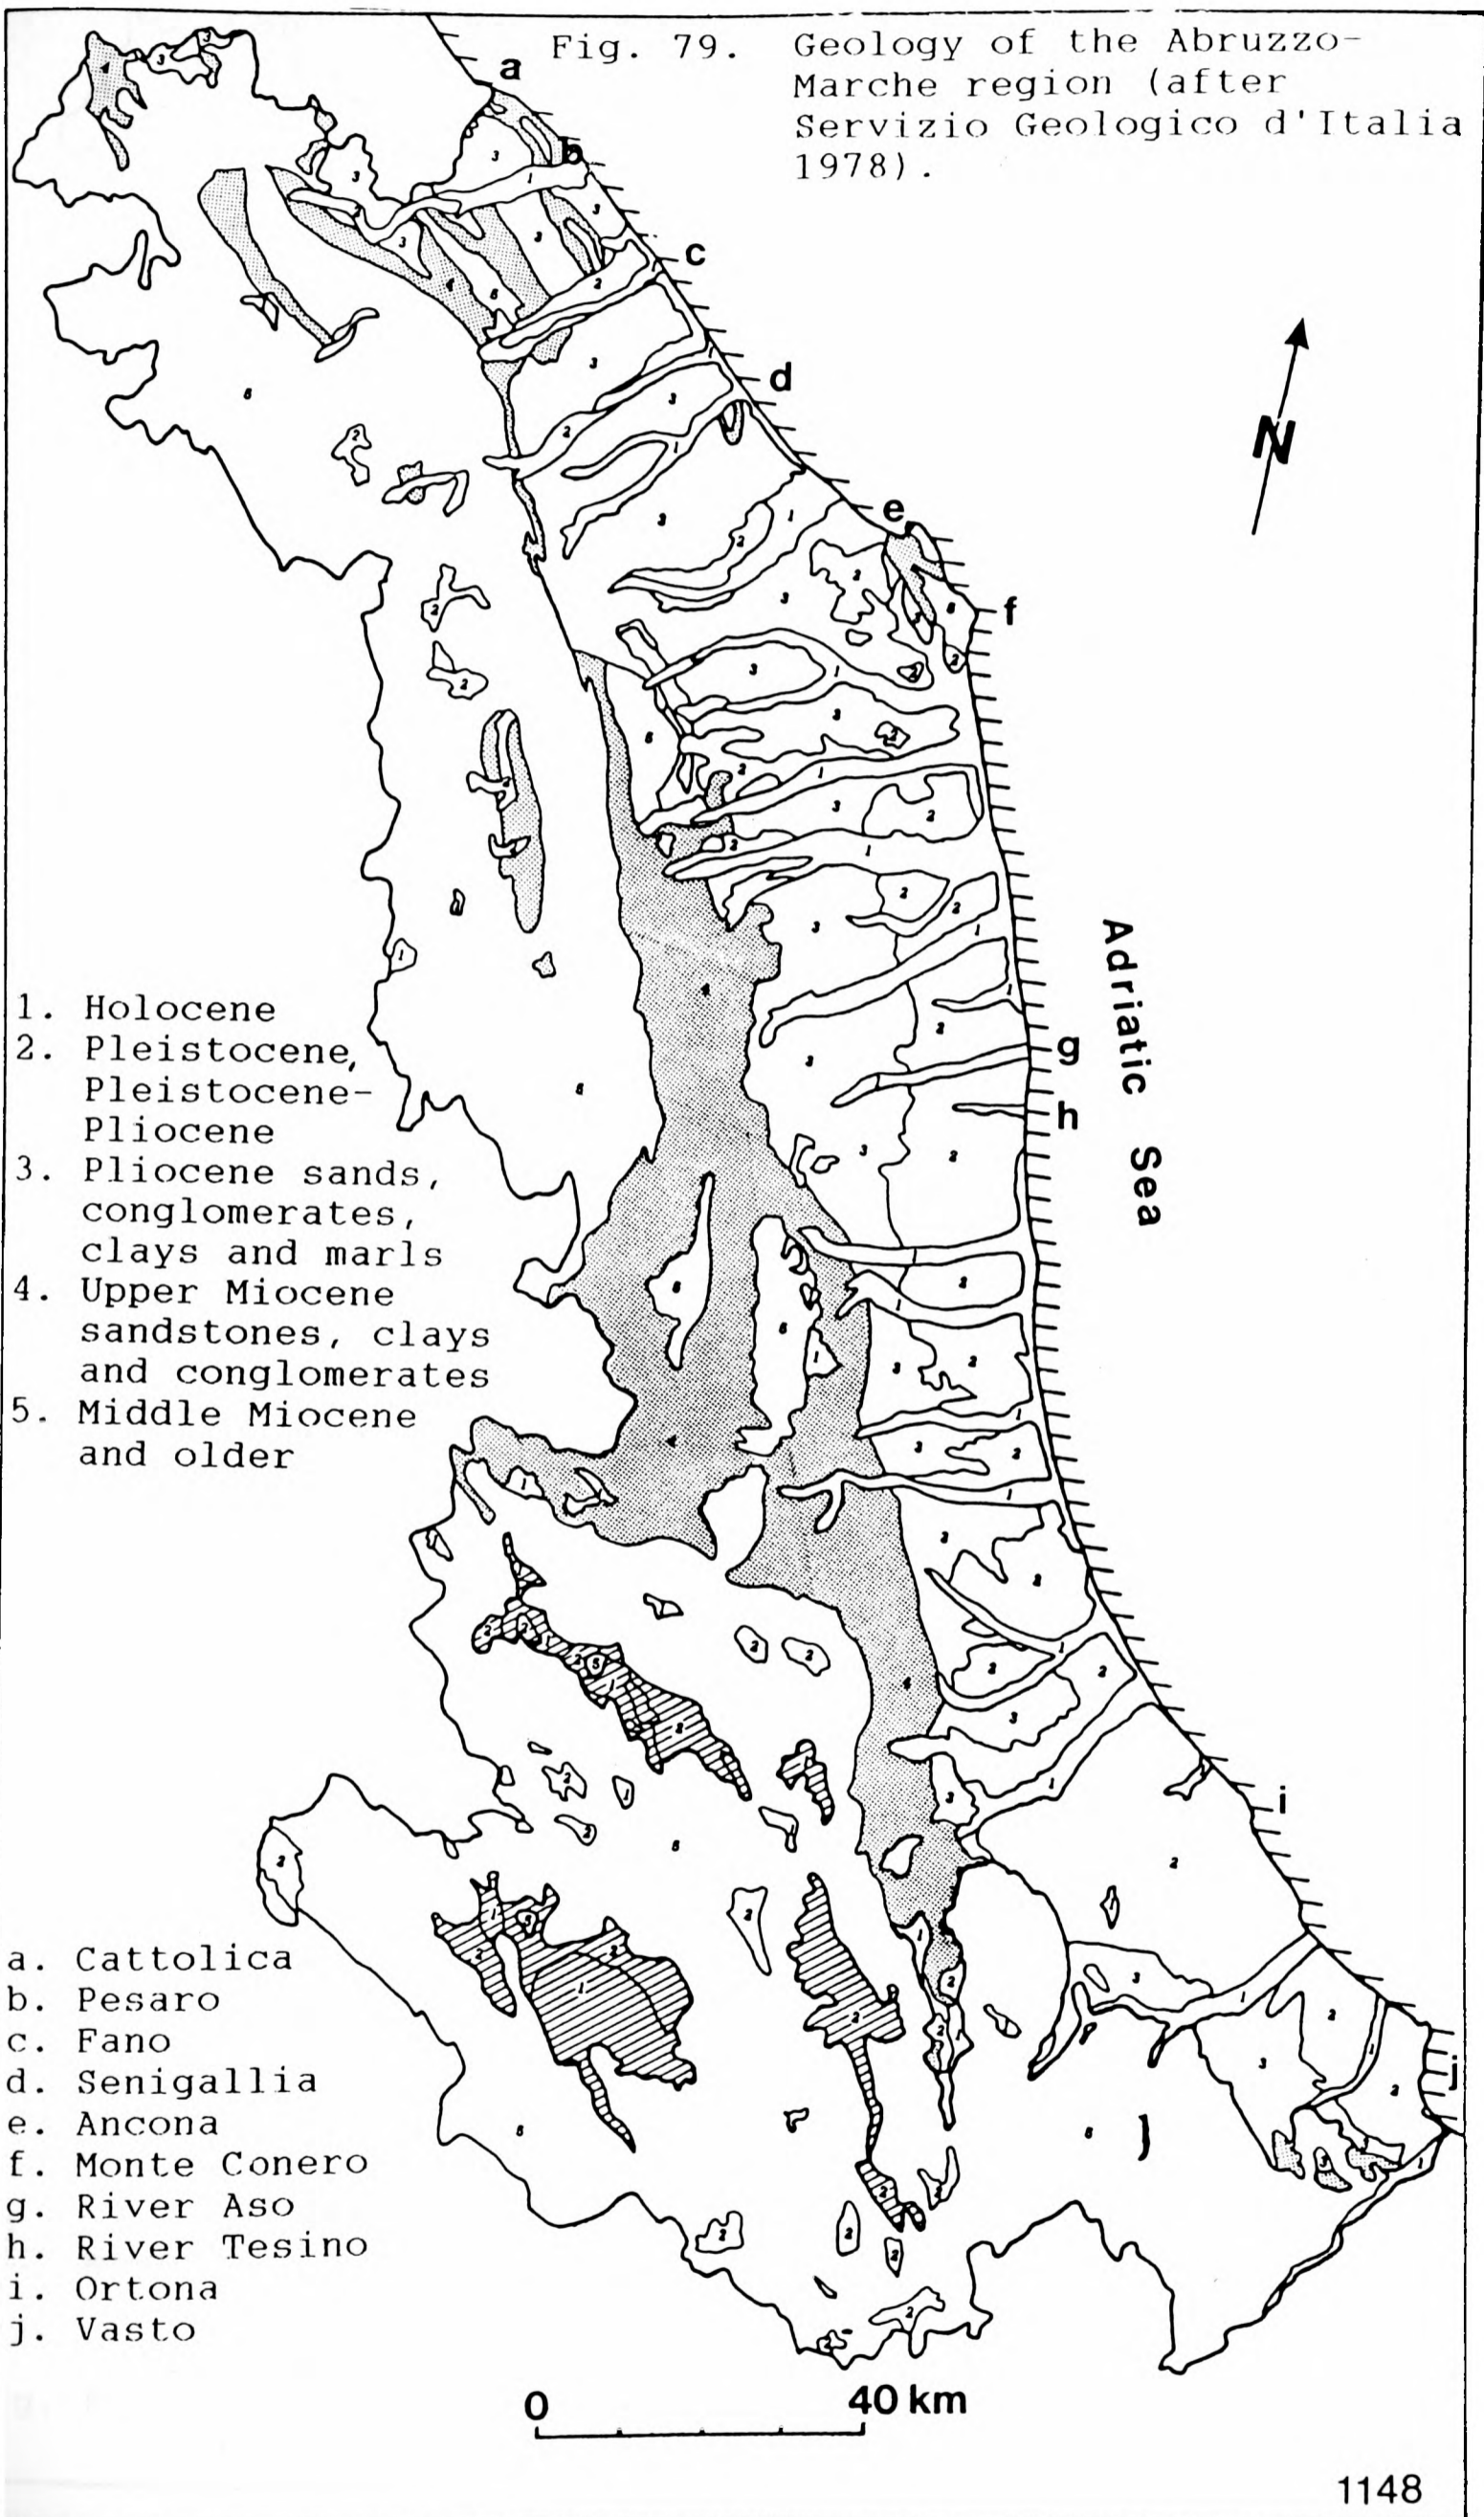 Fig. 79. Geology of the Abruzzo-
Marche region (after
Servizio Geologico d'Italia
1978).
a
b
c
d
e
f
N
Adriatic Sea
g
h
1. Holocene
2. Pleistocene,
Pleistocene-
Pliocene
3. Pliocene sands,
conglomerates,
clays and marls
4. Upper Miocene
sandstones, clays
and conglomerates
5. Middle Miocene
and older
i
j
a. Cattolica
b. Pesaro
c. Fano
d. Senigallia
e. Ancona
f. Monte Conero
g. River Aso
h. River Tesino
i. Ortona
j. Vasto
0 40 km
1148